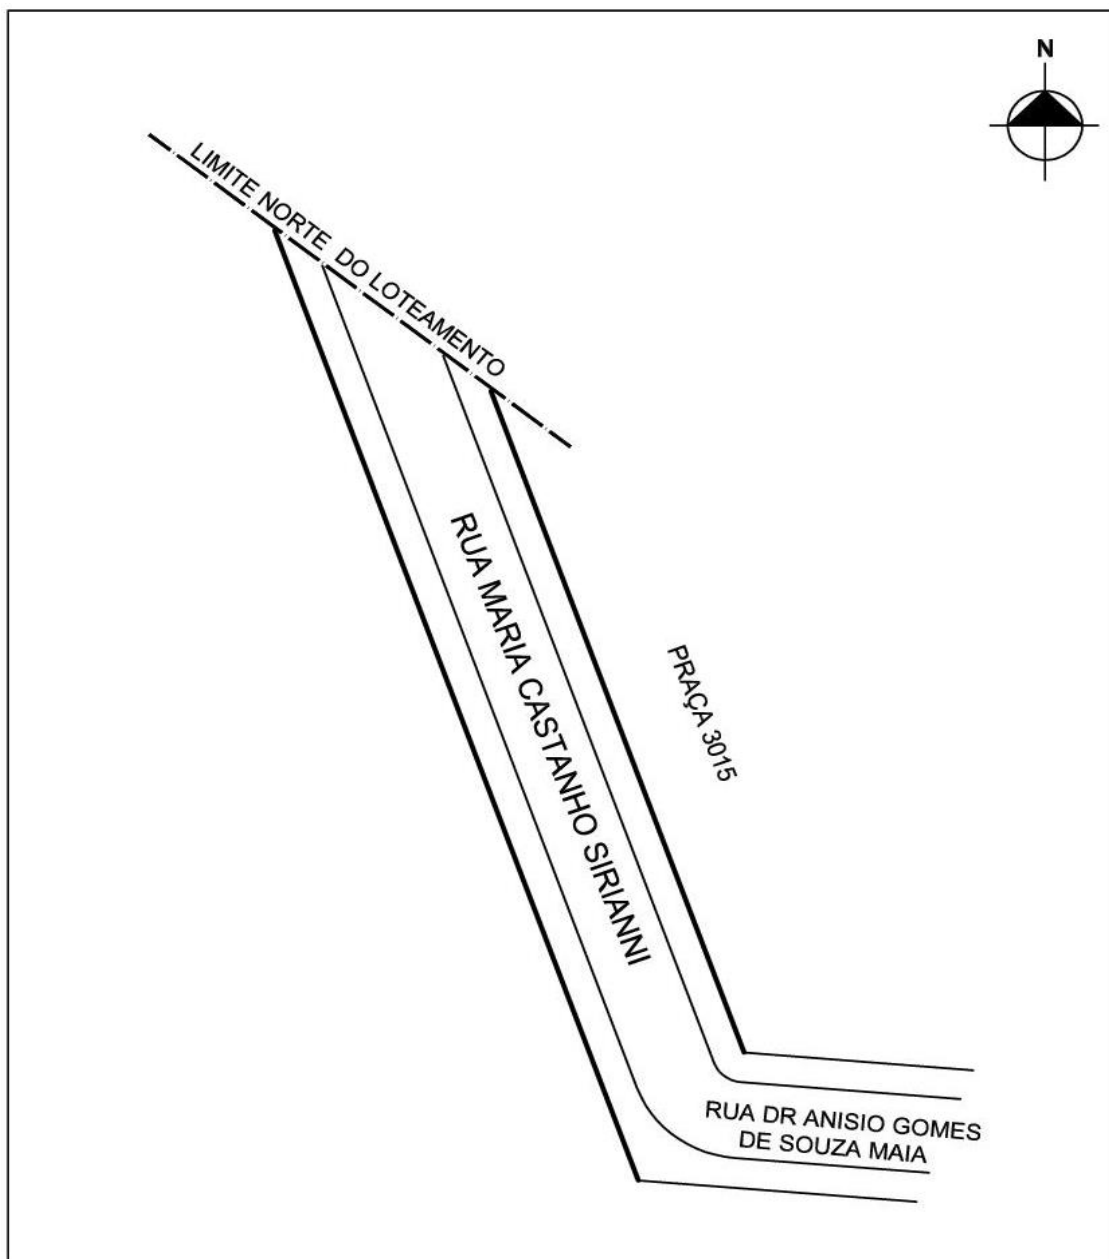 N
LIMITE NORTE DO LOTEAMENTO
RUA MARIA CASTANHO SIRIANNI
PRAÇA 3015
RUA DR ANISIO GOMES
DE SOUZA MAIA